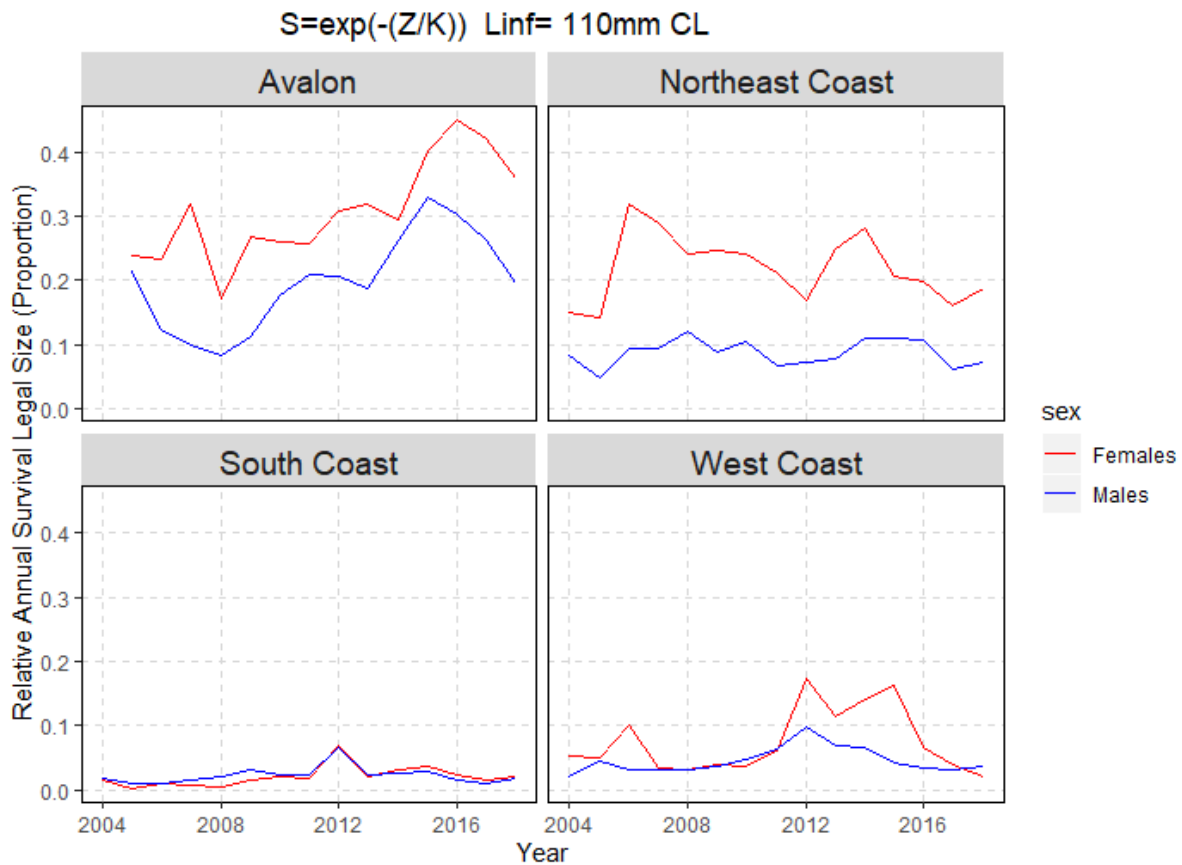 S=exp(-(Z/K)) Linf= 110mm CL
Avalon
Northeast Coast
0.4
0.3
0.2
0.1
0.0
South Coast
West Coast
0.4
0.3
0.2
0.1
0.0
2004 2008 2012 2016
2004 2008 2012 2016
Year
Relative Annual Survival Legal Size (Proportion)
sex
Females
Males